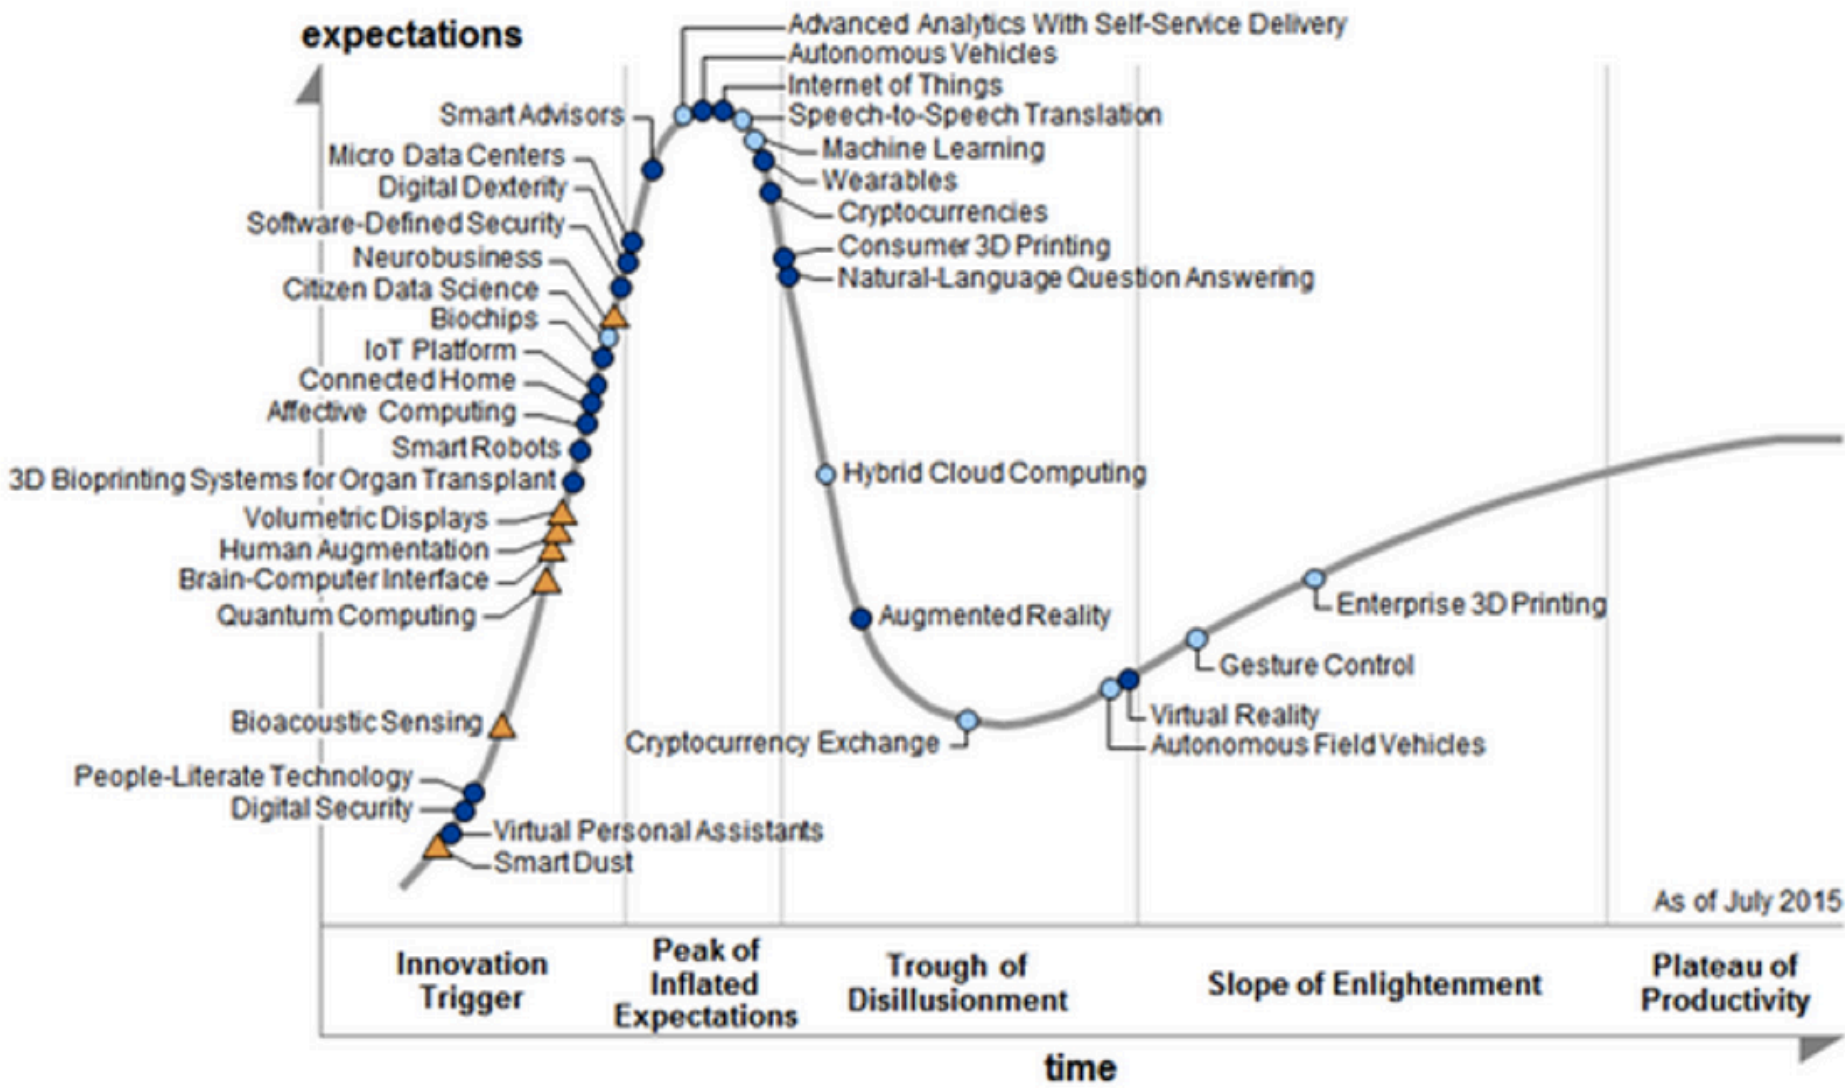 expectations
Advanced Analytics With Self-Service Delivery
Autonomous Vehicles
Internet of Things
Speech-to-Speech Translation
Machine Learning
Wearables
Cryptocurrencies
Consumer 3D Printing
Natural-Language Question Answering
Smart Advisors
Micro Data Centers
Digital Dexterity
Software-Defined Security
Neurobusiness
Citizen Data Science
Biochips
IoT Platform
Connected Home
Affective Computing
Smart Robots
3D Bioprinting Systems for Organ Transplant
Volumetric Displays
Human Augmentation
Brain-Computer Interface
Quantum Computing
Bioacoustic Sensing
People-Literate Technology
Digital Security
Virtual Personal Assistants
Smart Dust
Hybrid Cloud Computing
Augmented Reality
Cryptocurrency Exchange
Enterprise 3D Printing
Gesture Control
Virtual Reality
Autonomous Field Vehicles
As of July 2015
Innovation
Trigger
Peak of
Inflated
Expectations
Trough of
Disillusionment
Slope of Enlightenment
Plateau of
Productivity
time